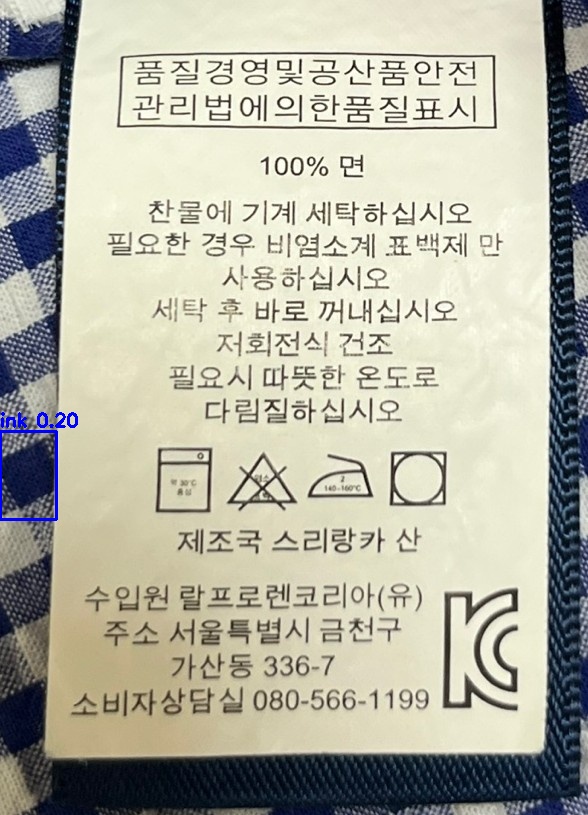 품질경영및공산품안전
관리법에의한품질표시
100% 면
찬물에 기계 세탁하십시오
필요한 경우 비염소계 표백제 만
사용하십시오
세탁 후 바로 꺼내십시오
저회전식 건조
필요시 따뜻한 온도로
다림질하십시오
약 30℃
중성
염소
표백
2
140-160℃
제조국 스리랑카 산
수입원 랄프로렌코리아(유)
주소 서울특별시 금천구
가산동 336-7
소비자상담실 080-566-1199
ink 0.20